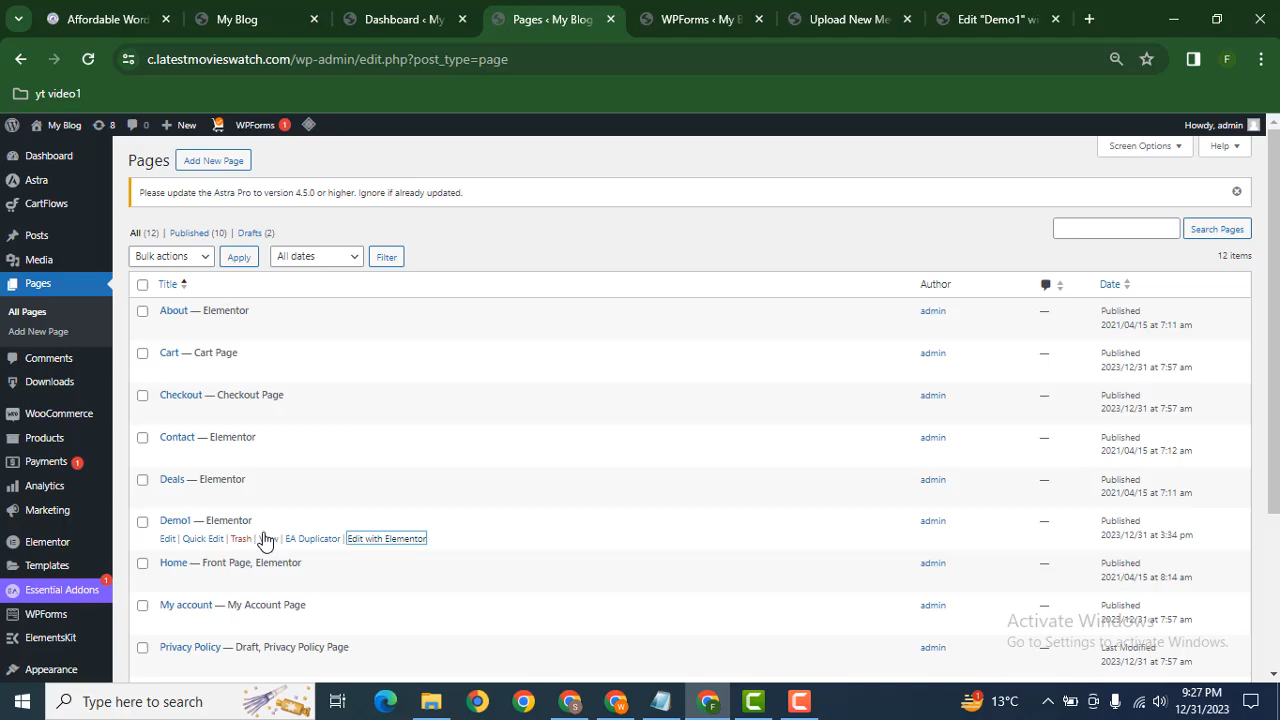 Affordable Word
My Blog
Dashboard ‹ My
Pages ‹ My Blog
WPForms ‹ My B
Upload New Me
Edit "Demo1" wi
c.latestmovieswatch.com/wp-admin/edit.php?post_type=page
F
yt video1
My Blog
8
0
New
WPForms 1
Howdy, admin
Dashboard
Astra
CartFlows
Posts
Media
Pages
All Pages
Add New Page
Comments
Downloads
WooCommerce
Products
Payments 1
Analytics
Marketing
Elementor
Templates
Essential Addons 1
WPForms
ElementsKit
Appearance
Screen Options
Help
Pages
Add New Page
Please update the Astra Pro to version 4.5.0 or higher. Ignore if already updated.
All (12) | Published (10) | Drafts (2)
Search Pages
Bulk actions
Apply
All dates
Filter
12 items
Title
Author
Date
About — Elementor
admin
—
Published
2021/04/15 at 7:11 am
Cart — Cart Page
admin
—
Published
2023/12/31 at 7:57 am
Checkout — Checkout Page
admin
—
Published
2023/12/31 at 7:57 am
Contact — Elementor
admin
—
Published
2021/04/15 at 7:12 am
Deals — Elementor
admin
—
Published
2021/04/15 at 7:11 am
Demo1 — Elementor
Edit | Quick Edit | Trash | | EA Duplicator | Edit with Elementor
admin
—
Published
2023/12/31 at 3:34 pm
Home — Front Page, Elementor
admin
—
Published
2021/04/15 at 8:14 am
My account — My Account Page
admin
—
Published
2023/12/31 at 7:57 am
Privacy Policy — Draft, Privacy Policy Page
admin
—
Last Modified
2023/12/31 at 7:57 am
Activate Windows
Go to Settings to activate Windows.
Type here to search
S
W
F
1
13°C
9:27 PM
12/31/2023